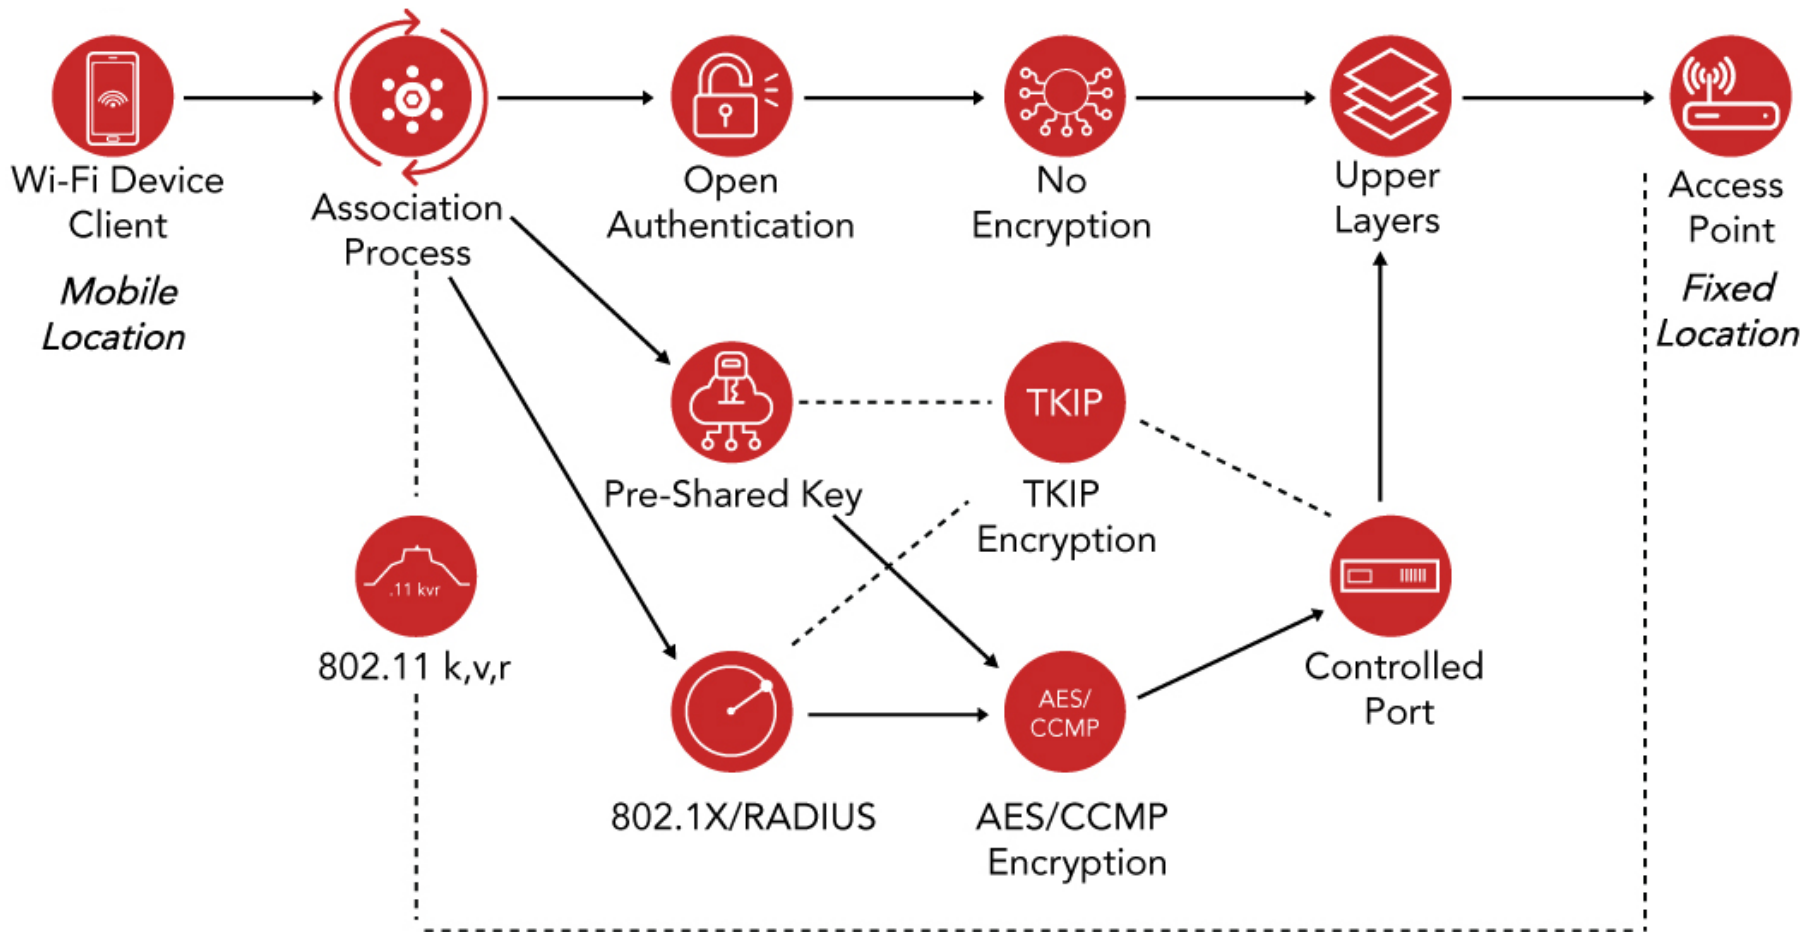 Wi-Fi Device
Client
Mobile
Location
Association
Process
Open
Authentication
No
Encryption
Upper
Layers
Access
Point
Fixed
Location
Pre-Shared Key
TKIP
TKIP
Encryption
.11 kvr
802.11 k,v,r
802.1X/RADIUS
AES/
CCMP
AES/CCMP
Encryption
Controlled
Port